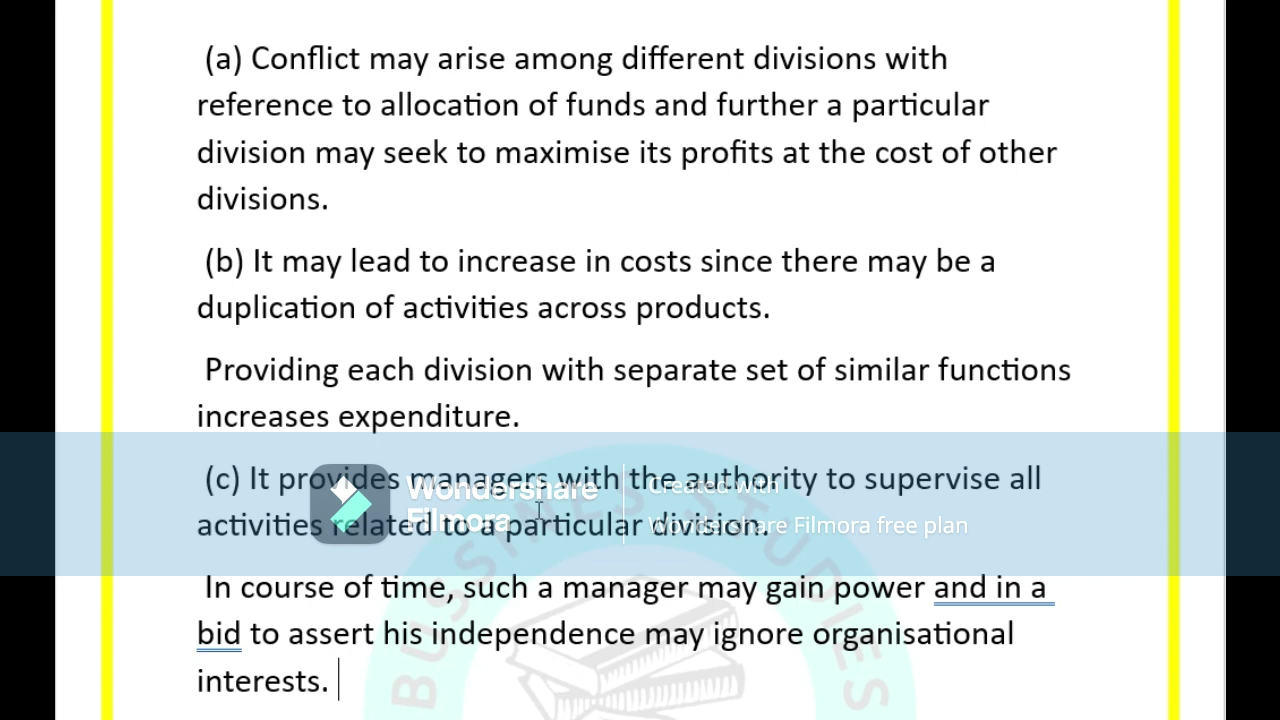 (a) Conflict may arise among different divisions with
reference to allocation of funds and further a particular
division may seek to maximise its profits at the cost of other
divisions.
(b) It may lead to increase in costs since there may be a
duplication of activities across products.
Providing each division with separate set of similar functions
increases expenditure.
(c) It provides managers with the authority to supervise all
activities related to a particular division.
Wondershare
Filmora
Created with
Wondershare Filmora free plan
In course of time, such a manager may gain power and in a
bid to assert his independence may ignore organisational
interests.
BUSSINES STUDIES